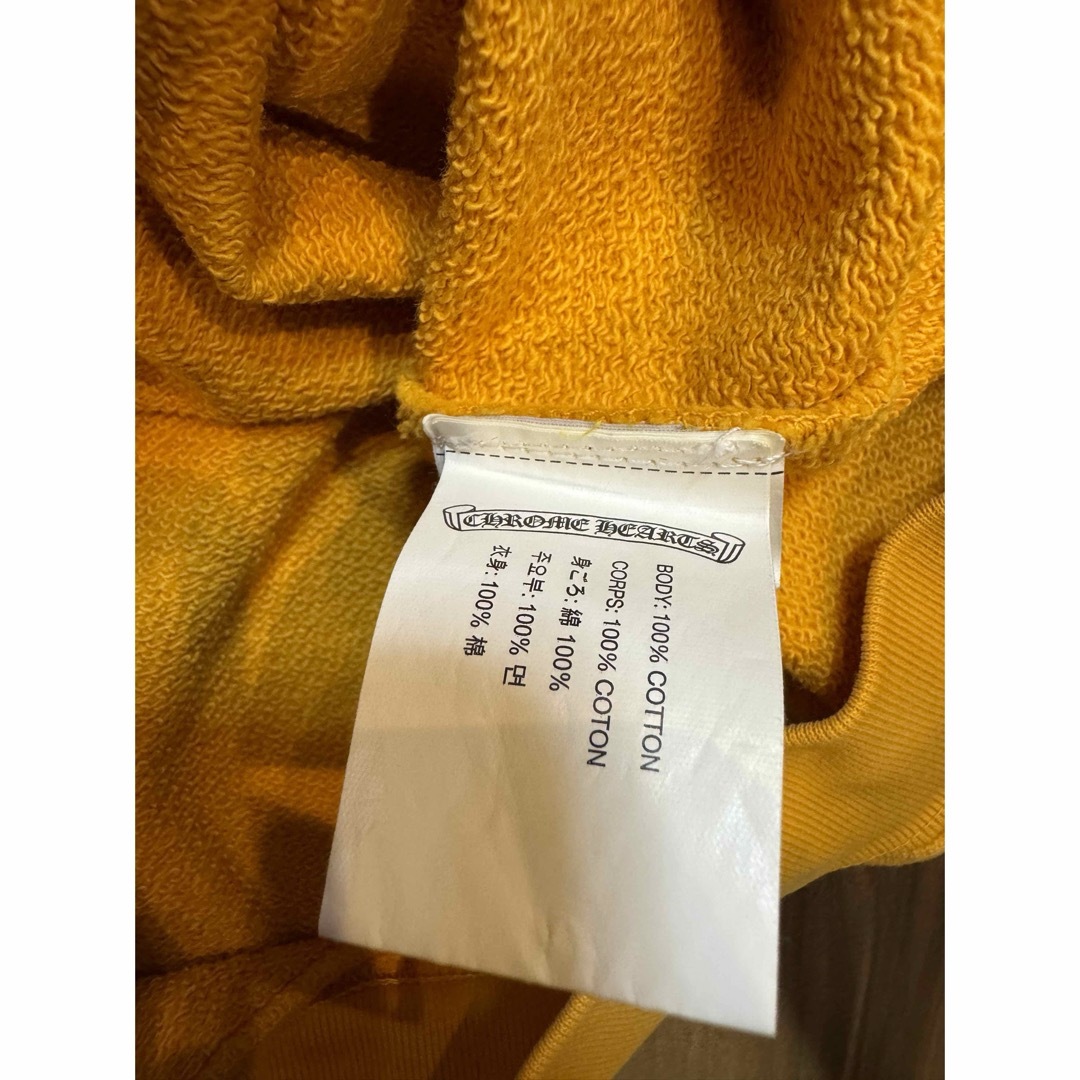 CHROME HEARTS
BODY: 100% COTTON
CORPS: 100% COTON
身ごろ: 綿 100%
주요부: 100% 면
衣身: 100% 棉